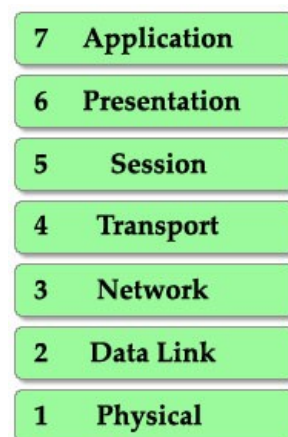 7 Application
6 Presentation
5 Session
4 Transport
3 Network
2 Data Link
1 Physical